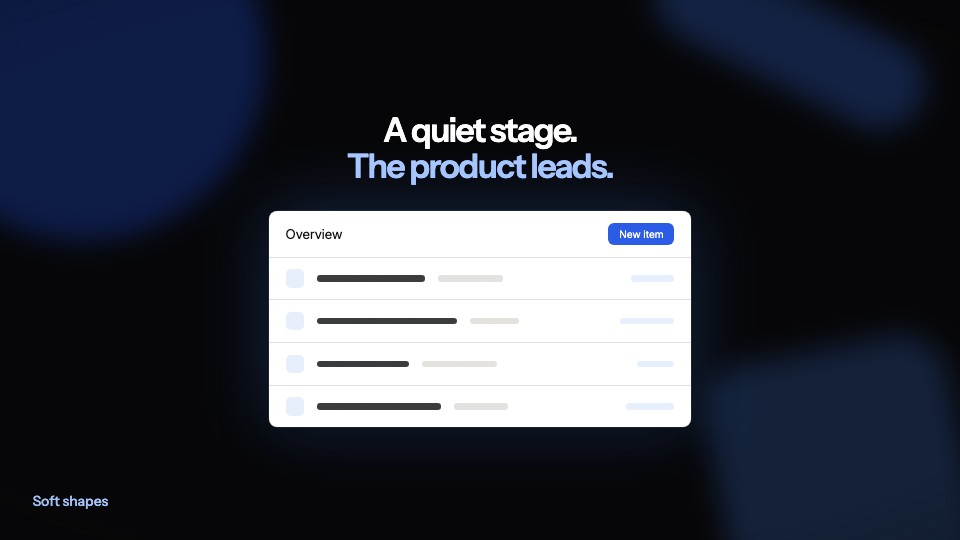 A quiet stage.
The product leads.
Overview
New item
Soft shapes